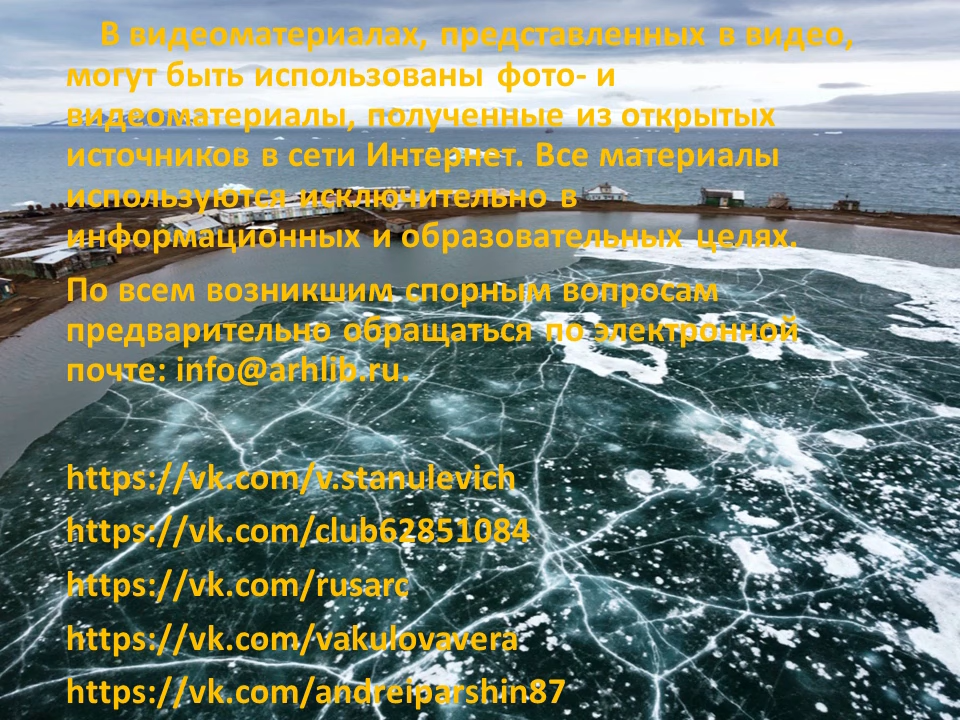 В видеоматериалах, представленных в видео,
могут быть использованы фото- и
видеоматериалы, полученные из открытых
источников в сети Интернет. Все материалы
используются исключительно в
информационных и образовательных целях.
По всем возникшим спорным вопросам
предварительно обращаться по электронной
почте: info@arhlib.ru.
https://vk.com/v.stanulevich
https://vk.com/club62851084
https://vk.com/rusarc
https://vk.com/vakulovavera
https://vk.com/andreiparshin87